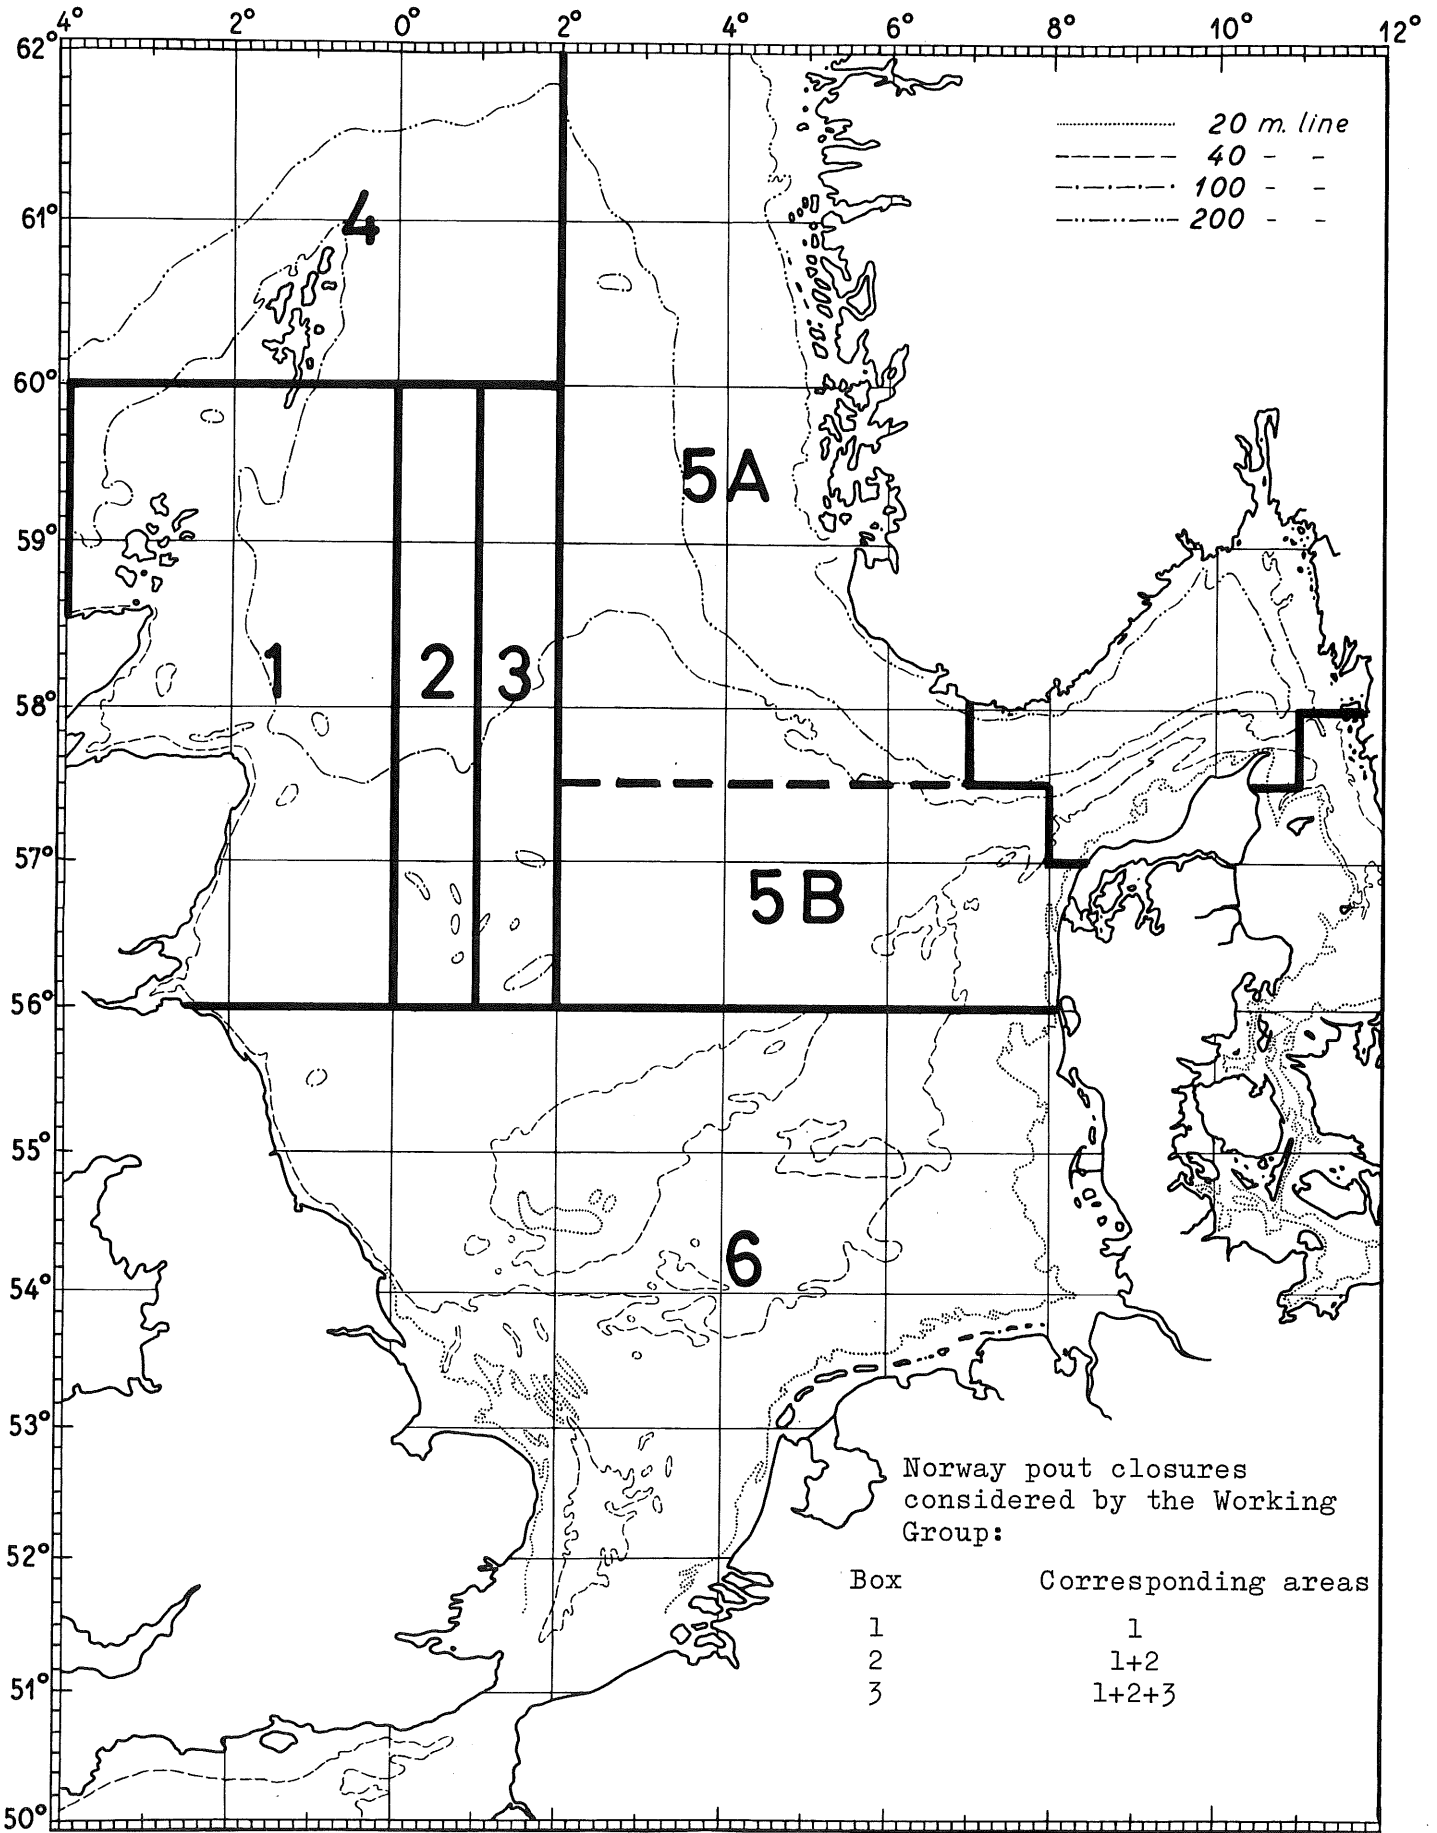 4° 2° 0° 2° 4° 6° 8° 10° 12°
62°
20 m. line
40 - -
100 - -
200 - -
61°
4
60°
5A
59°
1 2 3
58°
57°
5B
56°
55°
6
54°
53°
Norway pout closures
considered by the Working
Group:
52°
Box Corresponding areas
1 1
2 1+2
51°
3 1+2+3
50°